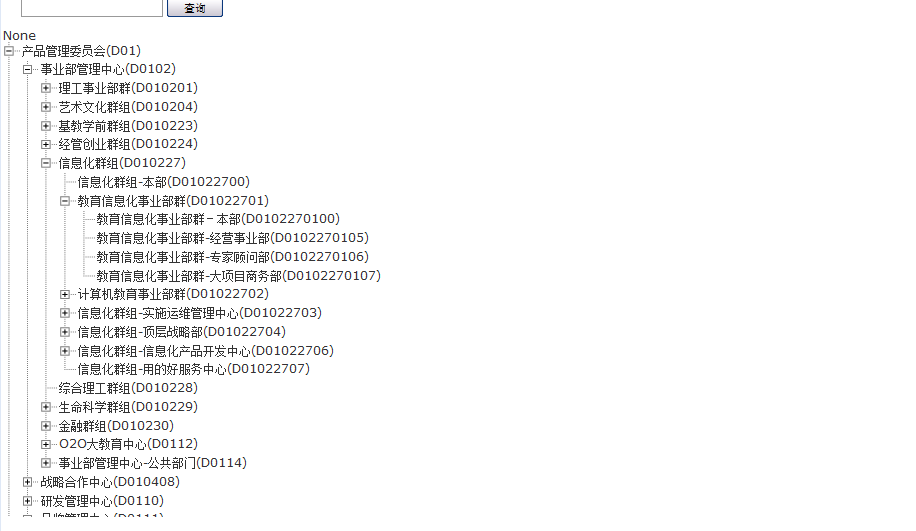 查询
None
产品管理委员会(D01)
事业部管理中心(D0102)
理工事业部群(D010201)
艺术文化群组(D010204)
基教学前群组(D010223)
经管创业群组(D010224)
信息化群组(D010227)
信息化群组-本部(D01022700)
教育信息化事业部群(D01022701)
教育信息化事业部群－本部(D0102270100)
教育信息化事业部群-经营事业部(D0102270105)
教育信息化事业部群-专家顾问部(D0102270106)
教育信息化事业部群-大项目商务部(D0102270107)
计算机教育事业部群(D01022702)
信息化群组-实施运维管理中心(D01022703)
信息化群组-顶层战略部(D01022704)
信息化群组-信息化产品开发中心(D01022706)
信息化群组-用的好服务中心(D01022707)
综合理工群组(D010228)
生命科学群组(D010229)
金融群组(D010230)
O2O大教育中心(D0112)
事业部管理中心-公共部门(D0114)
战略合作中心(D010408)
研发管理中心(D0110)